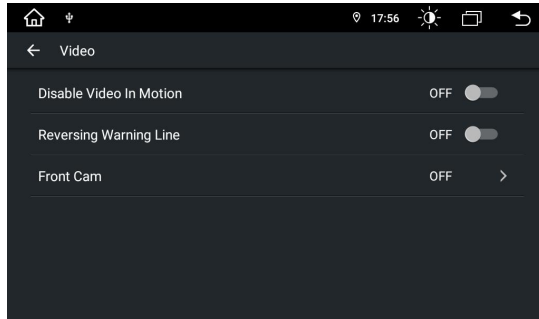 17:56
Video
Disable Video In Motion OFF
Reversing Warning Line OFF
Front Cam OFF